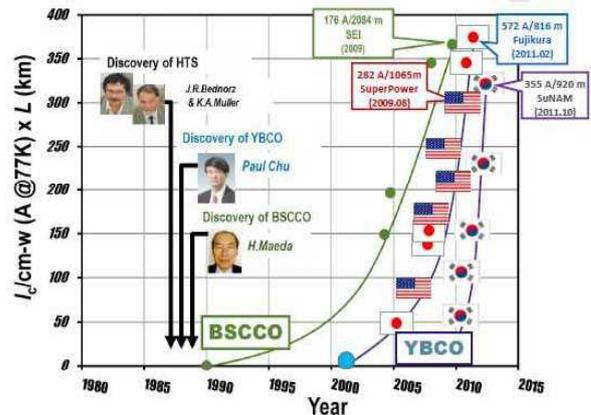 400
350
300
250
200
150
100
50
0
I_c/cm-w (A @77K) x L (km)
176 A/2084 m
SEI
(2009)
572 A/816 m
Fujikura
(2011.02)
Discovery of HTS
J.R.Bednorz
& K.A.Muller
282 A/1065m
SuperPower
(2009.08)
355 A/920 m
SuNAM
(2011.10)
Discovery of YBCO
Paul Chu
Discovery of BSCCO
H.Maeda
BSCCO
YBCO
1980 1985 1990 1995 2000 2005 2010 2015
Year